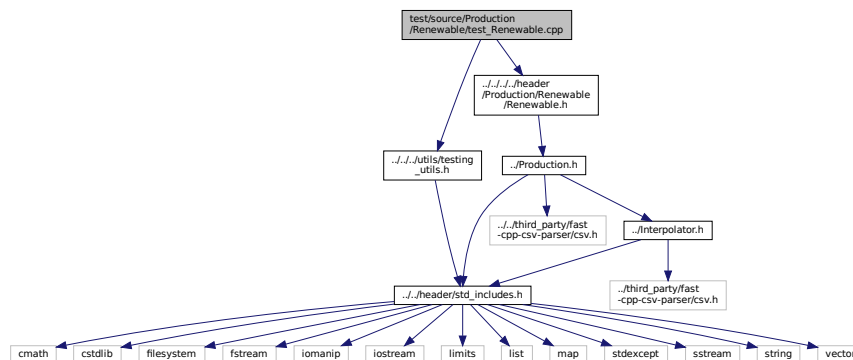 test/source/Production
/Renewable/test_Renewable.cpp
../../../../header
/Production/Renewable
/Renewable.h
../../../utils/testing
_utils.h
../Production.h
../../third_party/fast
-cpp-csv-parser/csv.h
../Interpolator.h
../third_party/fast
-cpp-csv-parser/csv.h
../../header/std_includes.h
cmath
cstdlib
filesystem
fstream
iomanip
iostream
limits
list
map
stdexcept
sstream
string
vector